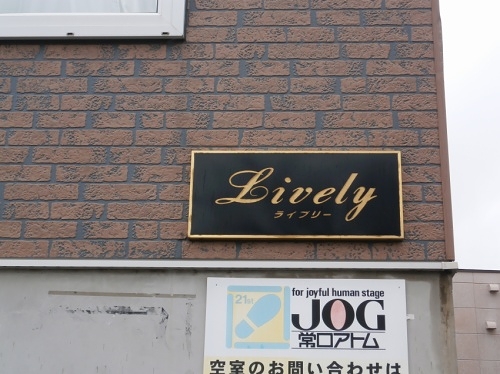 Lively
ライブリー
21st
for joyful human stage
JOG
常口アトム
空室のお問い合わせは